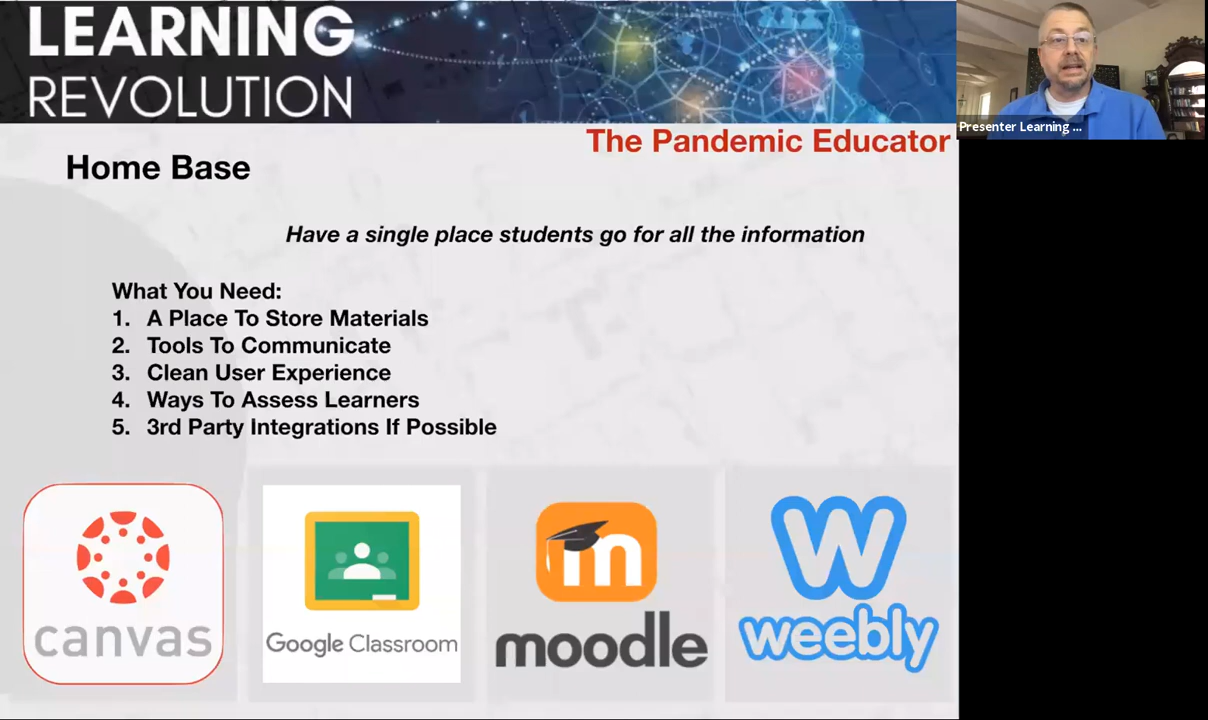 LEARNING
REVOLUTION
Presenter Learning ...
The Pandemic Educator
Home Base
Have a single place students go for all the information
What You Need:
1. A Place To Store Materials
2. Tools To Communicate
3. Clean User Experience
4. Ways To Assess Learners
5. 3rd Party Integrations If Possible
canvas
Google Classroom
m
moodle
W
weebly